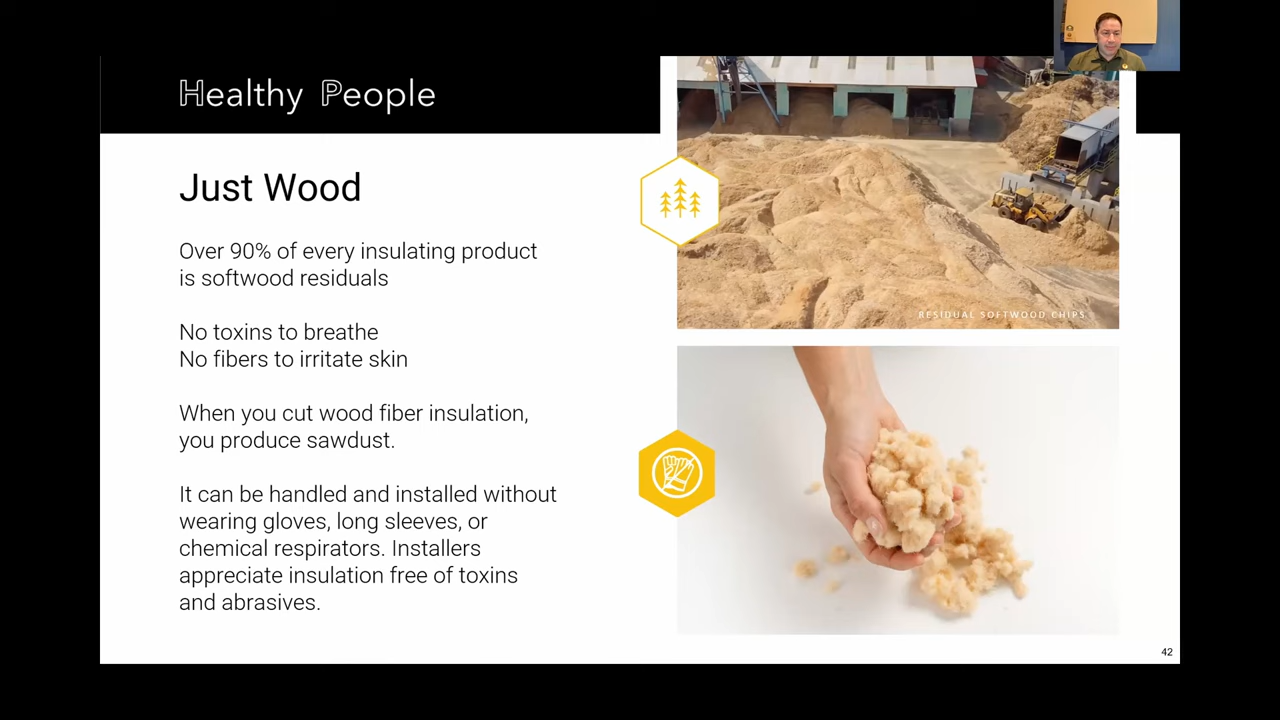 Healthy People
Just Wood
Over 90% of every insulating product
is softwood residuals
No toxins to breathe
No fibers to irritate skin
When you cut wood fiber insulation,
you produce sawdust.
It can be handled and installed without
wearing gloves, long sleeves, or
chemical respirators. Installers
appreciate insulation free of toxins
and abrasives.
RESIDUAL SOFTWOOD CHIPS
42